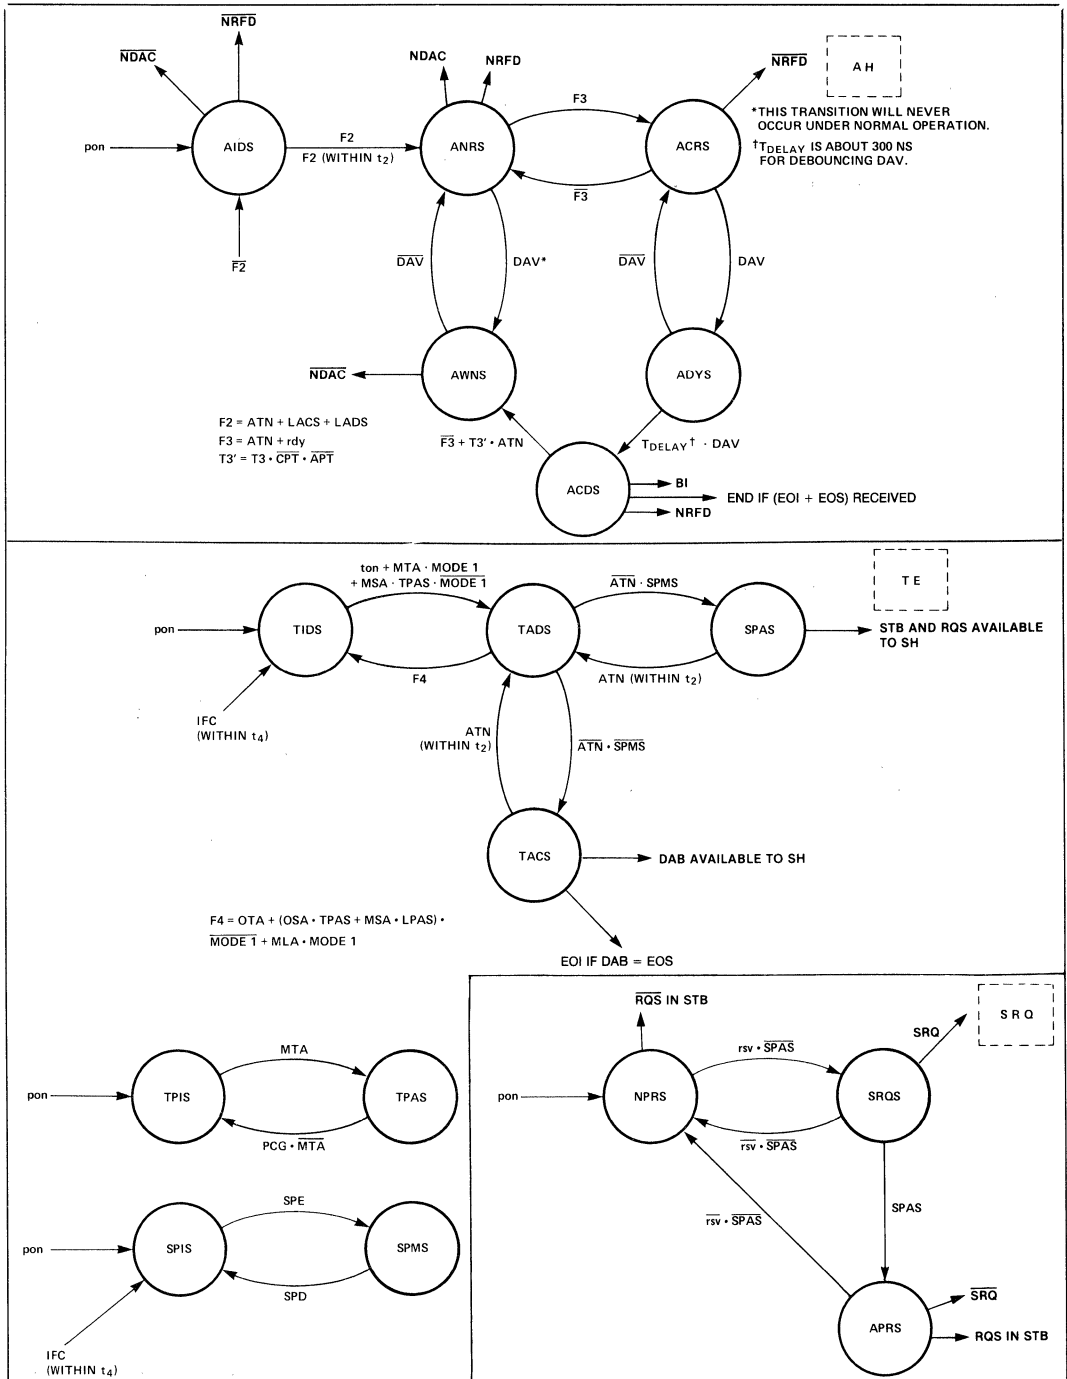 NRFD
NDAC
NDAC
NRFD
NRFD
A H
*THIS TRANSITION WILL NEVER
OCCUR UNDER NORMAL OPERATION.
†TDELAY IS ABOUT 300 NS
FOR DEBOUNCING DAV.
pon
AIDS
F2
F2 (WITHIN t2)
ANRS
F3
F3
ACRS
F2
DAV
DAV*
DAV
DAV
NDAC
AWNS
ADYS
F2 = ATN + LACS + LADS
F3 = ATN + rdy
T3' = T3 • CPT • APT
F3 + T3' • ATN
TDELAY† · DAV
ACDS
BI
END IF (EOI + EOS) RECEIVED
NRFD
ton + MTA · MODE 1
+ MSA · TPAS · MODE 1
ATN · SPMS
T E
pon
TIDS
TADS
SPAS
STB AND RQS AVAILABLE
TO SH
F4
ATN (WITHIN t2)
IFC
(WITHIN t4)
ATN
(WITHIN t2)
ATN • SPMS
TACS
DAB AVAILABLE TO SH
F4 = OTA + (OSA • TPAS + MSA • LPAS) •
MODE 1 + MLA • MODE 1
EOI IF DAB = EOS
RQS IN STB
S R Q
SRQ
MTA
rsv • SPAS
pon
TPIS
TPAS
pon
NPRS
SRQS
PCG • MTA
rsv • SPAS
SPE
rsv • SPAS
SPAS
pon
SPIS
SPMS
SPD
SRQ
APRS
RQS IN STB
IFC
(WITHIN t4)